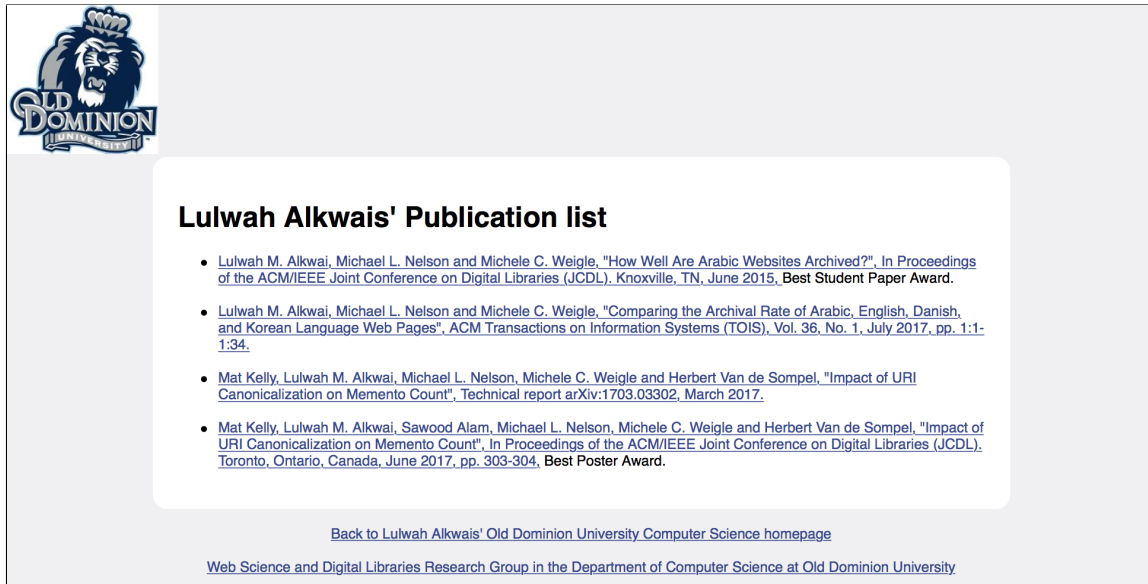 OLD
DOMINION
UNIVERSITY
Lulwah Alkwais' Publication list
Lulwah M. Alkwai, Michael L. Nelson and Michele C. Weigle, "How Well Are Arabic Websites Archived?", In Proceedings
of the ACM/IEEE Joint Conference on Digital Libraries (JCDL). Knoxville, TN, June 2015, Best Student Paper Award.
Lulwah M. Alkwai, Michael L. Nelson and Michele C. Weigle, "Comparing the Archival Rate of Arabic, English, Danish,
and Korean Language Web Pages", ACM Transactions on Information Systems (TOIS), Vol. 36, No. 1, July 2017, pp. 1:1-
1:34.
Mat Kelly, Lulwah M. Alkwai, Michael L. Nelson, Michele C. Weigle and Herbert Van de Sompel, "Impact of URI
Canonicalization on Memento Count", Technical report arXiv:1703.03302, March 2017.
Mat Kelly, Lulwah M. Alkwai, Sawood Alam, Michael L. Nelson, Michele C. Weigle and Herbert Van de Sompel, "Impact of
URI Canonicalization on Memento Count", In Proceedings of the ACM/IEEE Joint Conference on Digital Libraries (JCDL).
Toronto, Ontario, Canada, June 2017, pp. 303-304, Best Poster Award.
Back to Lulwah Alkwais' Old Dominion University Computer Science homepage
Web Science and Digital Libraries Research Group in the Department of Computer Science at Old Dominion University